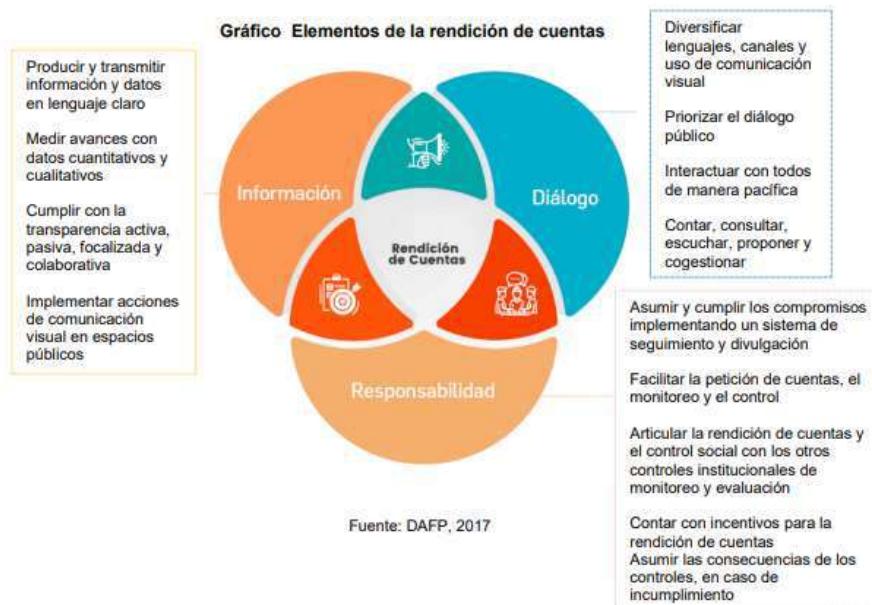 Gráfico Elementos de la rendición de cuentas
Producir y transmitir
información y datos
en lenguaje claro
Medir avances con
datos cuantitativos y
cualitativos
Cumplir con la
transparencia activa,
pasiva, focalizada y
colaborativa
Implementar acciones
de comunicación
visual en espacios
públicos
Información
Diálogo
Rendición
de Cuentas
Responsabilidad
Diversificar
lenguajes, canales y
uso de comunicación
visual
Priorizar el diálogo
público
Interactuar con todos
de manera pacífica
Contar, consultar,
escuchar, proponer y
cogestionar
Asumir y cumplir los compromisos
implementando un sistema de
seguimiento y divulgación
Facilitar la petición de cuentas, el
monitoreo y el control
Articular la rendición de cuentas y
el control social con los otros
controles institucionales de
monitoreo y evaluación
Contar con incentivos para la
rendición de cuentas
Asumir las consecuencias de los
controles, en caso de
incumplimiento
Fuente: DAFP, 2017